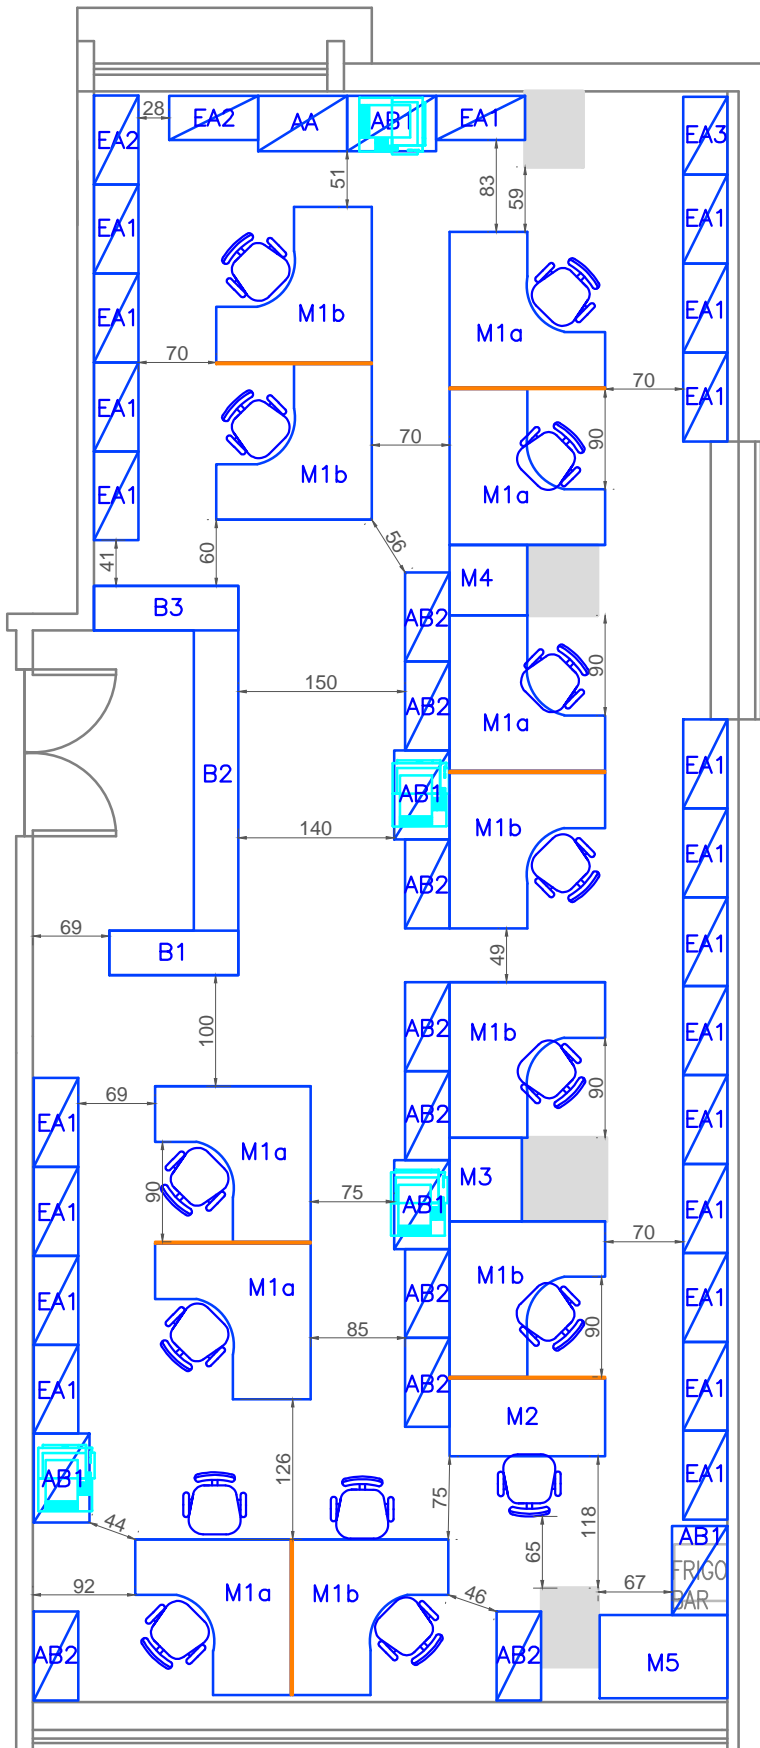 28
EA2
AA
AB1
EA1
EA3
EA2
51
83
59
EA1
EA1
M1b
M1a
EA1
EA1
70
70
EA1
EA1
70
90
M1b
M1a
EA1
56
60
41
M4
B3
AB2
90
150
AB2
M1a
EA1
B2
AB1
M1b
140
EA1
AB2
EA1
69
B1
49
AB2
M1b
EA1
100
69
EA1
AB2
90
EA1
M1a
M3
90
75
AB1
EA1
EA1
70
M1b
M1a
AB2
EA1
EA1
85
90
AB2
EA1
EA1
M2
126
AB1
75
EA1
118
44
65
AB1
FRIGO
BAR
92
M1a
M1b
46
67
AB2
AB2
M5